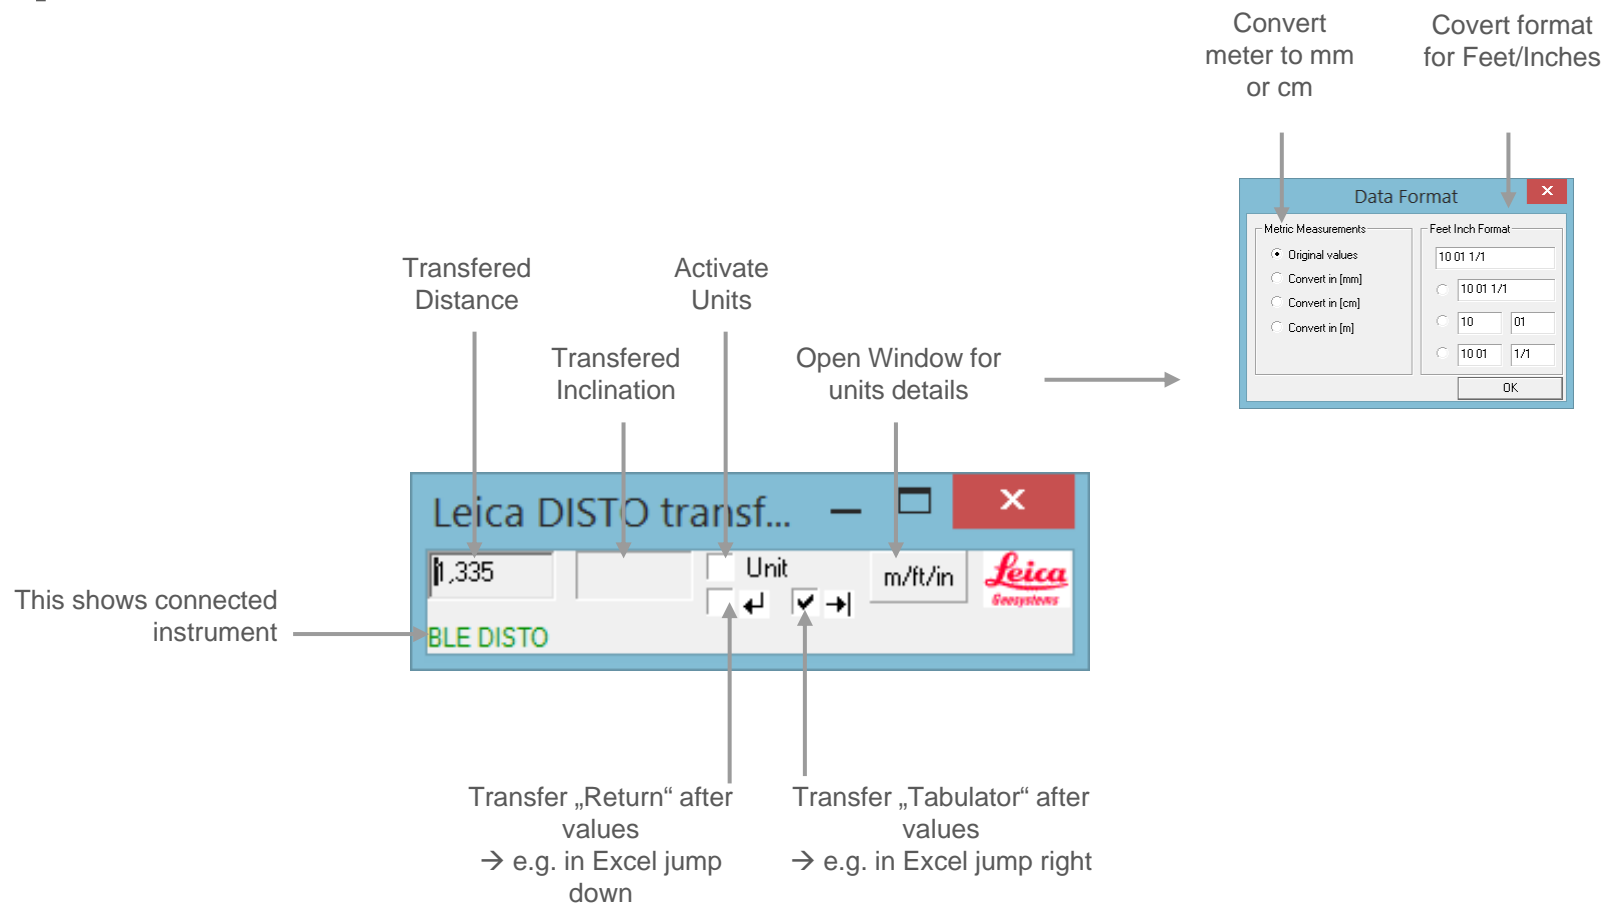 Convert
meter to mm
or cm
Covert format
for Feet/Inches
Data Format
Metric Measurements
Original values
Convert in [mm]
Convert in [cm]
Convert in [m]
Feet Inch Format
10 01 1/1
10 01 1/1
10
01
10 01
1/1
OK
Transfered
Distance
Activate
Units
Transfered
Inclination
Open Window for
units details
Leica DISTO transf...
1,335
Unit
m/ft/in
Leica
Geosystems
BLE DISTO
This shows connected
instrument
Transfer „Return“ after
values
→ e.g. in Excel jump
down
Transfer „Tabulator“ after
values
→ e.g. in Excel jump right